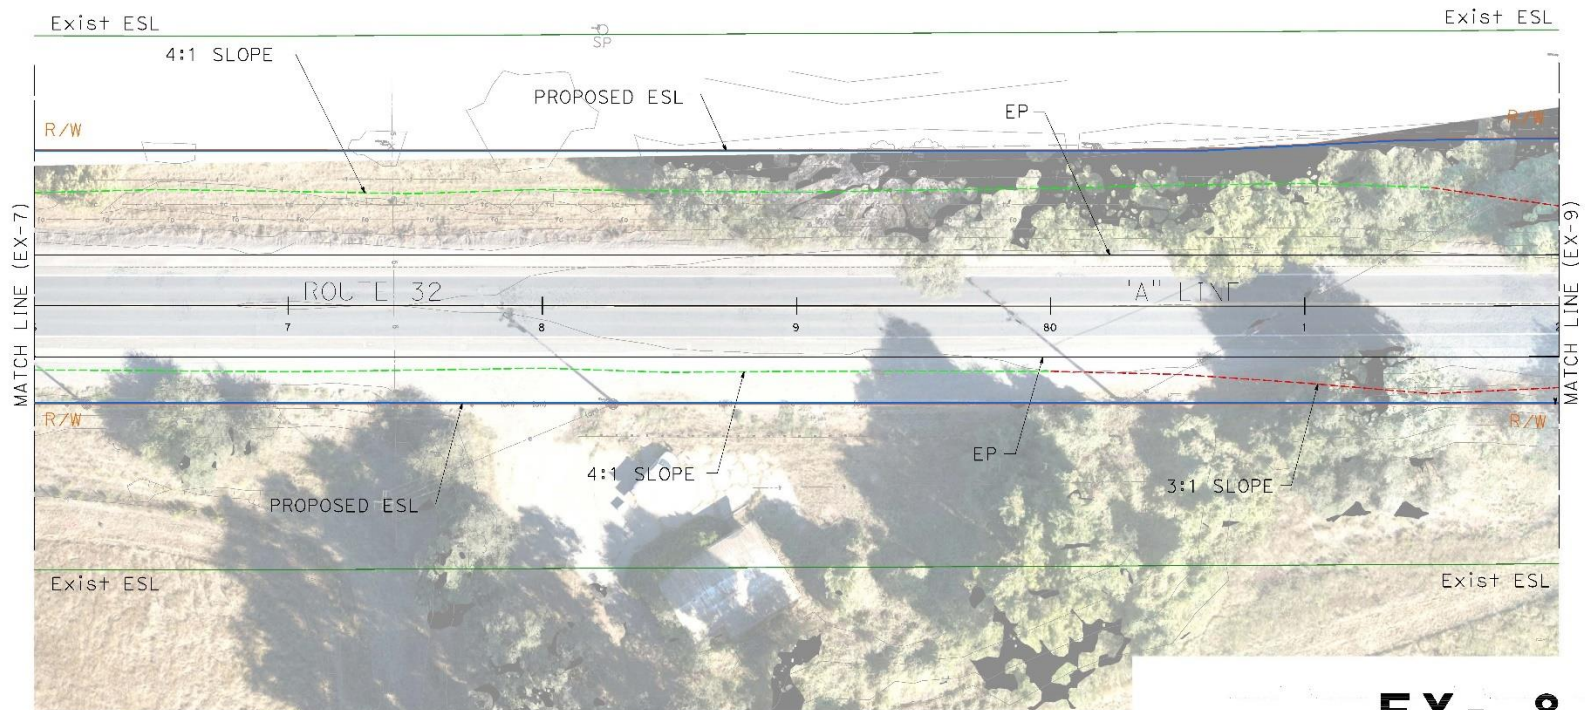 Exist ESL
Exist ESL
SP
4:1 SLOPE
PROPOSED ESL
EP
R/W
R/W
MATCH LINE (EX-7)
MATCH LINE (EX-9)
ROUTE 32
"A" LINE
7
8
9
80
1
2
R/W
R/W
EP
4:1 SLOPE
3:1 SLOPE
PROPOSED ESL
Exist ESL
Exist ESL
EX- 8